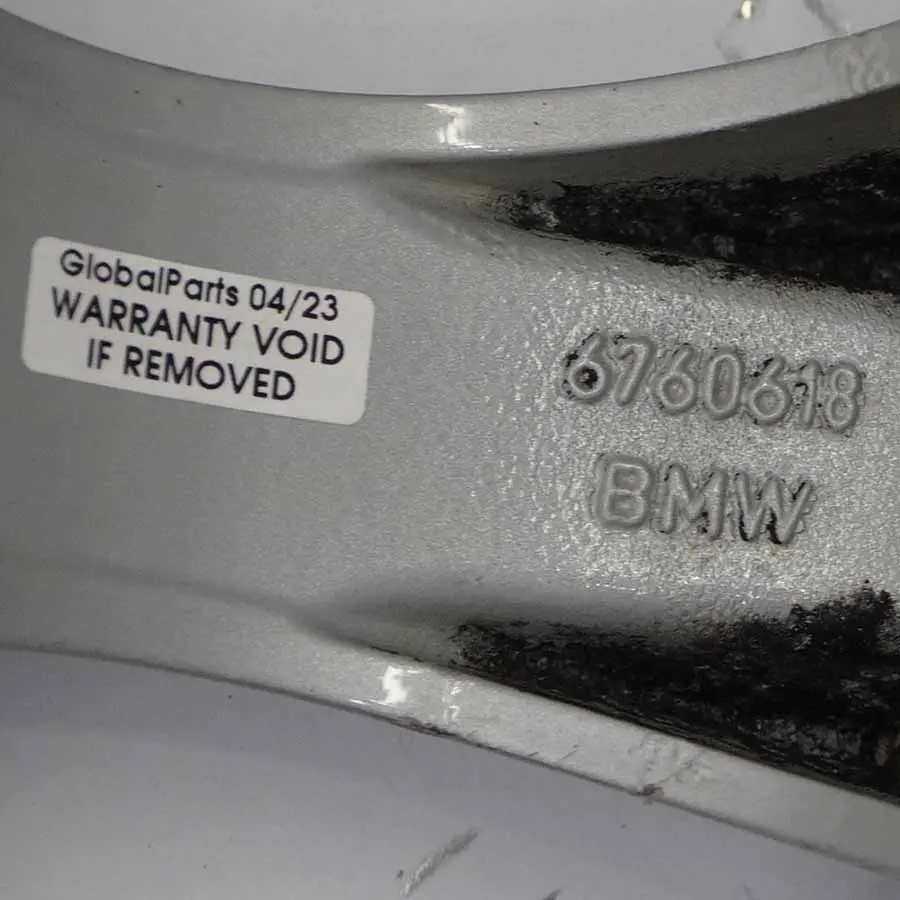 GlobalParts 04/23
WARRANTY VOID
IF REMOVED
6760618
BMW